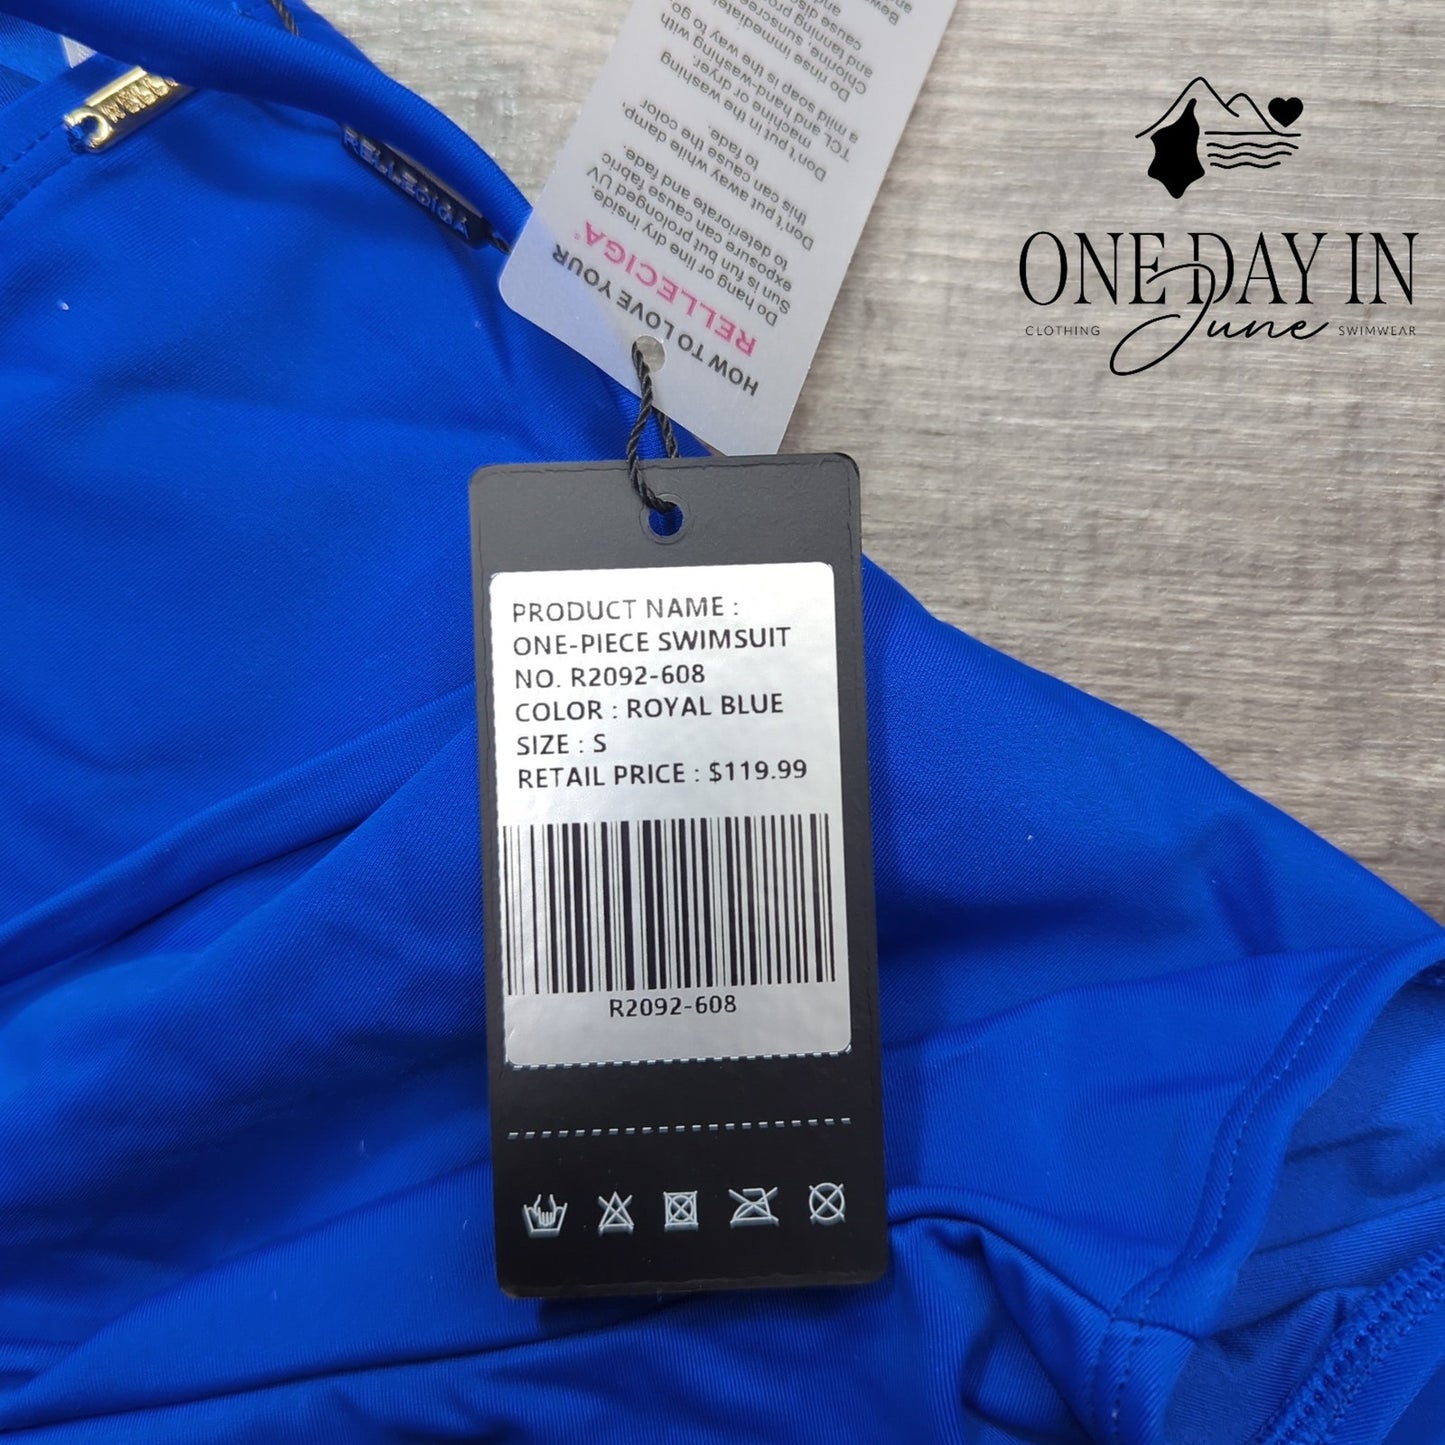 ONE DAY IN
June
CLOTHING
SWIMWEAR
RELLECIGA
HOW TO LOVE YOUR
RELLECIGA®
Do hang or line dry inside.
Sun is fun but prolonged UV
exposure can cause fabric
to deteriorate and fade.
Don't put away while damp,
this can cause the color
to fade.
Don't put in the washing
machine or dryer.
TCL and hand-washing with
a mild soap is the way to go.
Do rinse immediately
PRODUCT NAME :
ONE-PIECE SWIMSUIT
NO. R2092-608
COLOR : ROYAL BLUE
SIZE : S
RETAIL PRICE : $119.99
R2092-608